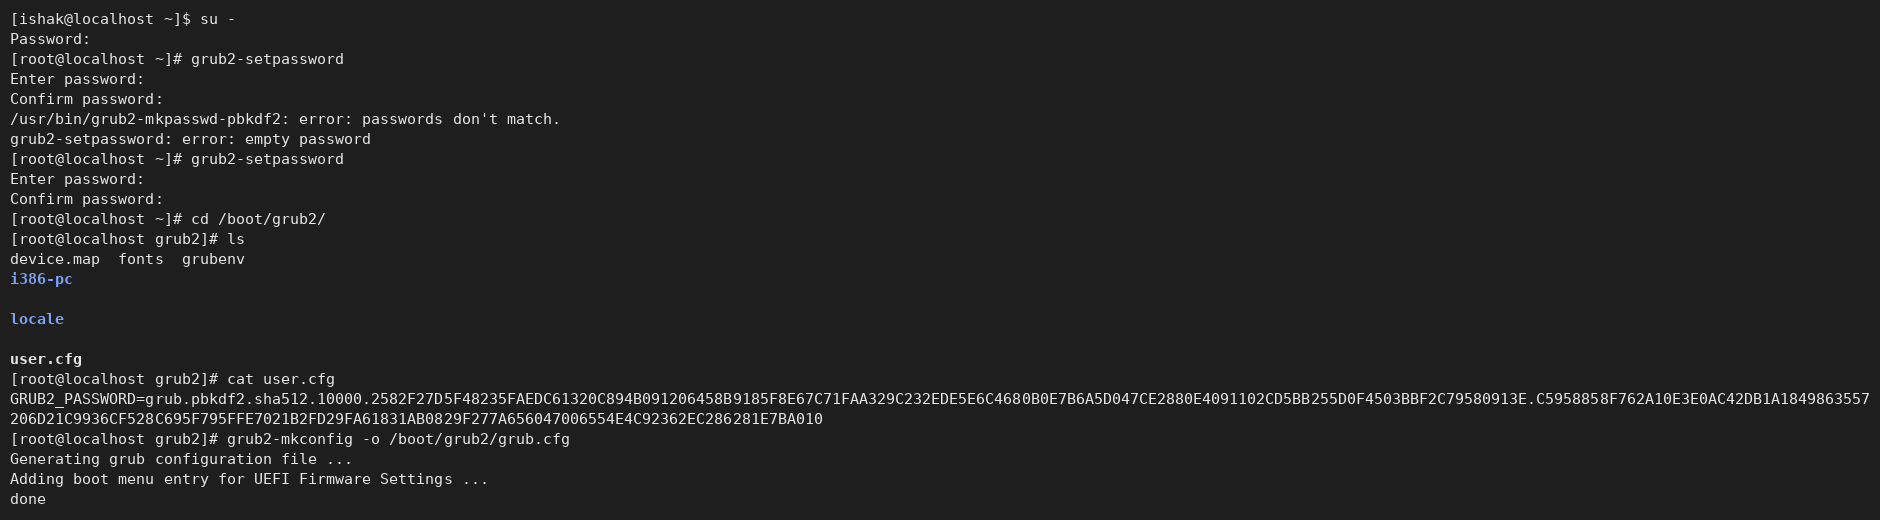 [ishak@localhost ~]$ su -
Password:
[root@localhost ~]# grub2-setpassword
Enter password:
Confirm password:
/usr/bin/grub2-mkpasswd-pbkdf2: error: passwords don't match.
grub2-setpassword: error: empty password
[root@localhost ~]# grub2-setpassword
Enter password:
Confirm password:
[root@localhost ~]# cd /boot/grub2/
[root@localhost grub2]# ls
device.map  fonts  grubenv
i386-pc
locale
user.cfg
[root@localhost grub2]# cat user.cfg
GRUB2_PASSWORD=grub.pbkdf2.sha512.10000.2582F27D5F48235FAEDC61320C894B091206458B9185F8E67C71FAA329C232EDE5E6C4680B0E7B6A5D047CE2880E4091102CD5BB255D0F4503BBF2C79580913E.C5958858F762A10E3E0AC42DB1A1849863557
206D21C9936CF528C695F795FFE7021B2FD29FA61831AB0829F277A656047006554E4C92362EC286281E7BA010
[root@localhost grub2]# grub2-mkconfig -o /boot/grub2/grub.cfg
Generating grub configuration file ...
Adding boot menu entry for UEFI Firmware Settings ...
done